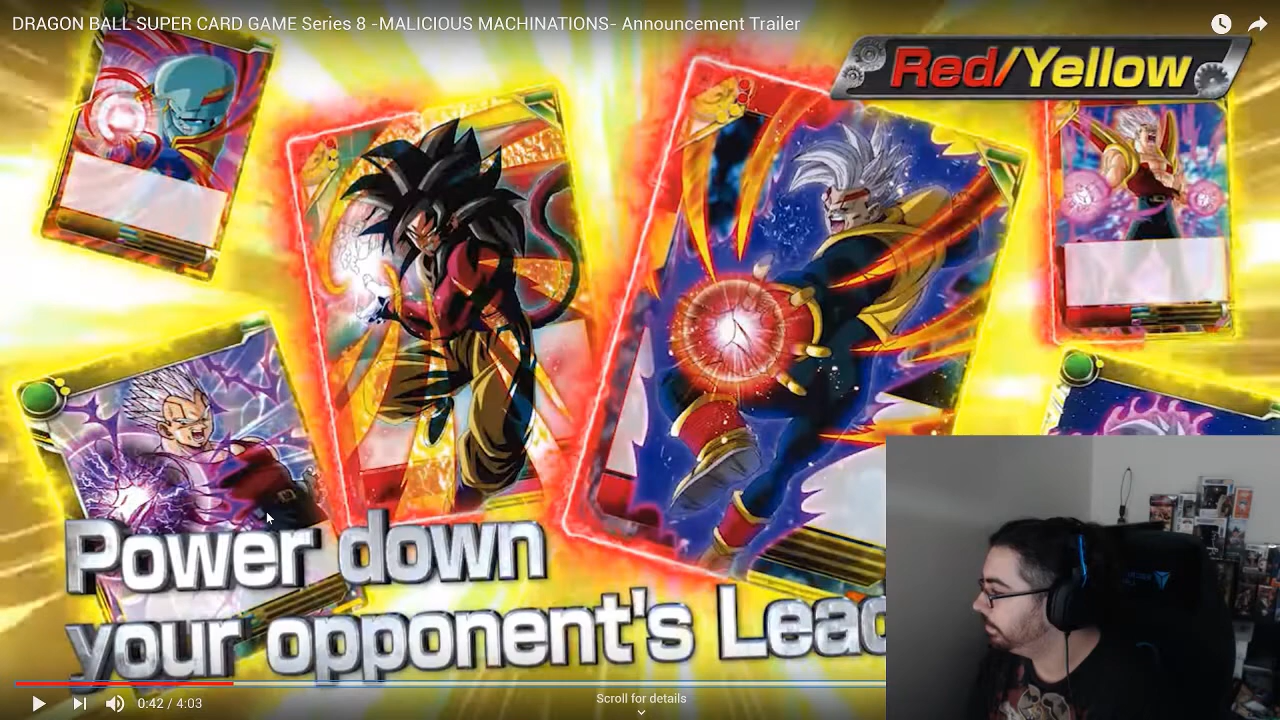 DRAGON BALL SUPER CARD GAME Series 8 -MALICIOUS MACHINATIONS- Announcement Trailer
Red/Yellow
Power down
your opponent's Lead
0:42 / 4:03
Scroll for details